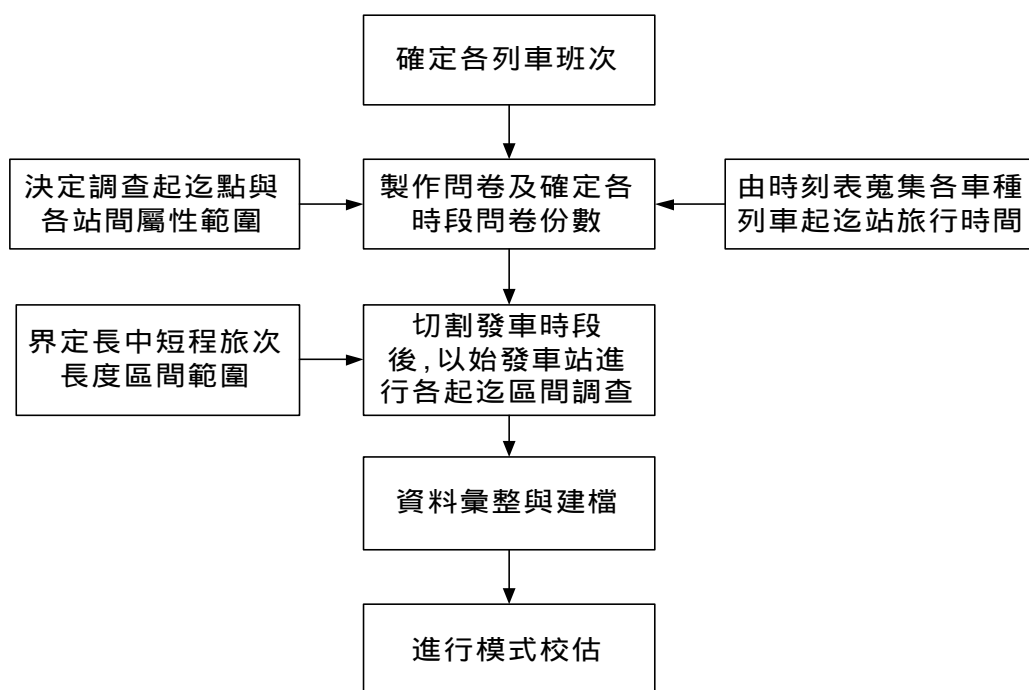 確定各列車班次
決定調查起迄點與
各站間屬性範圍
製作問卷及確定各
時段問卷份數
由時刻表蒐集各車種
列車起迄站旅行時間
界定長中短程旅次
長度區間範圍
切割發車時段
後,以始發車站進
行各起迄區間調查
資料彙整與建檔
進行模式校估